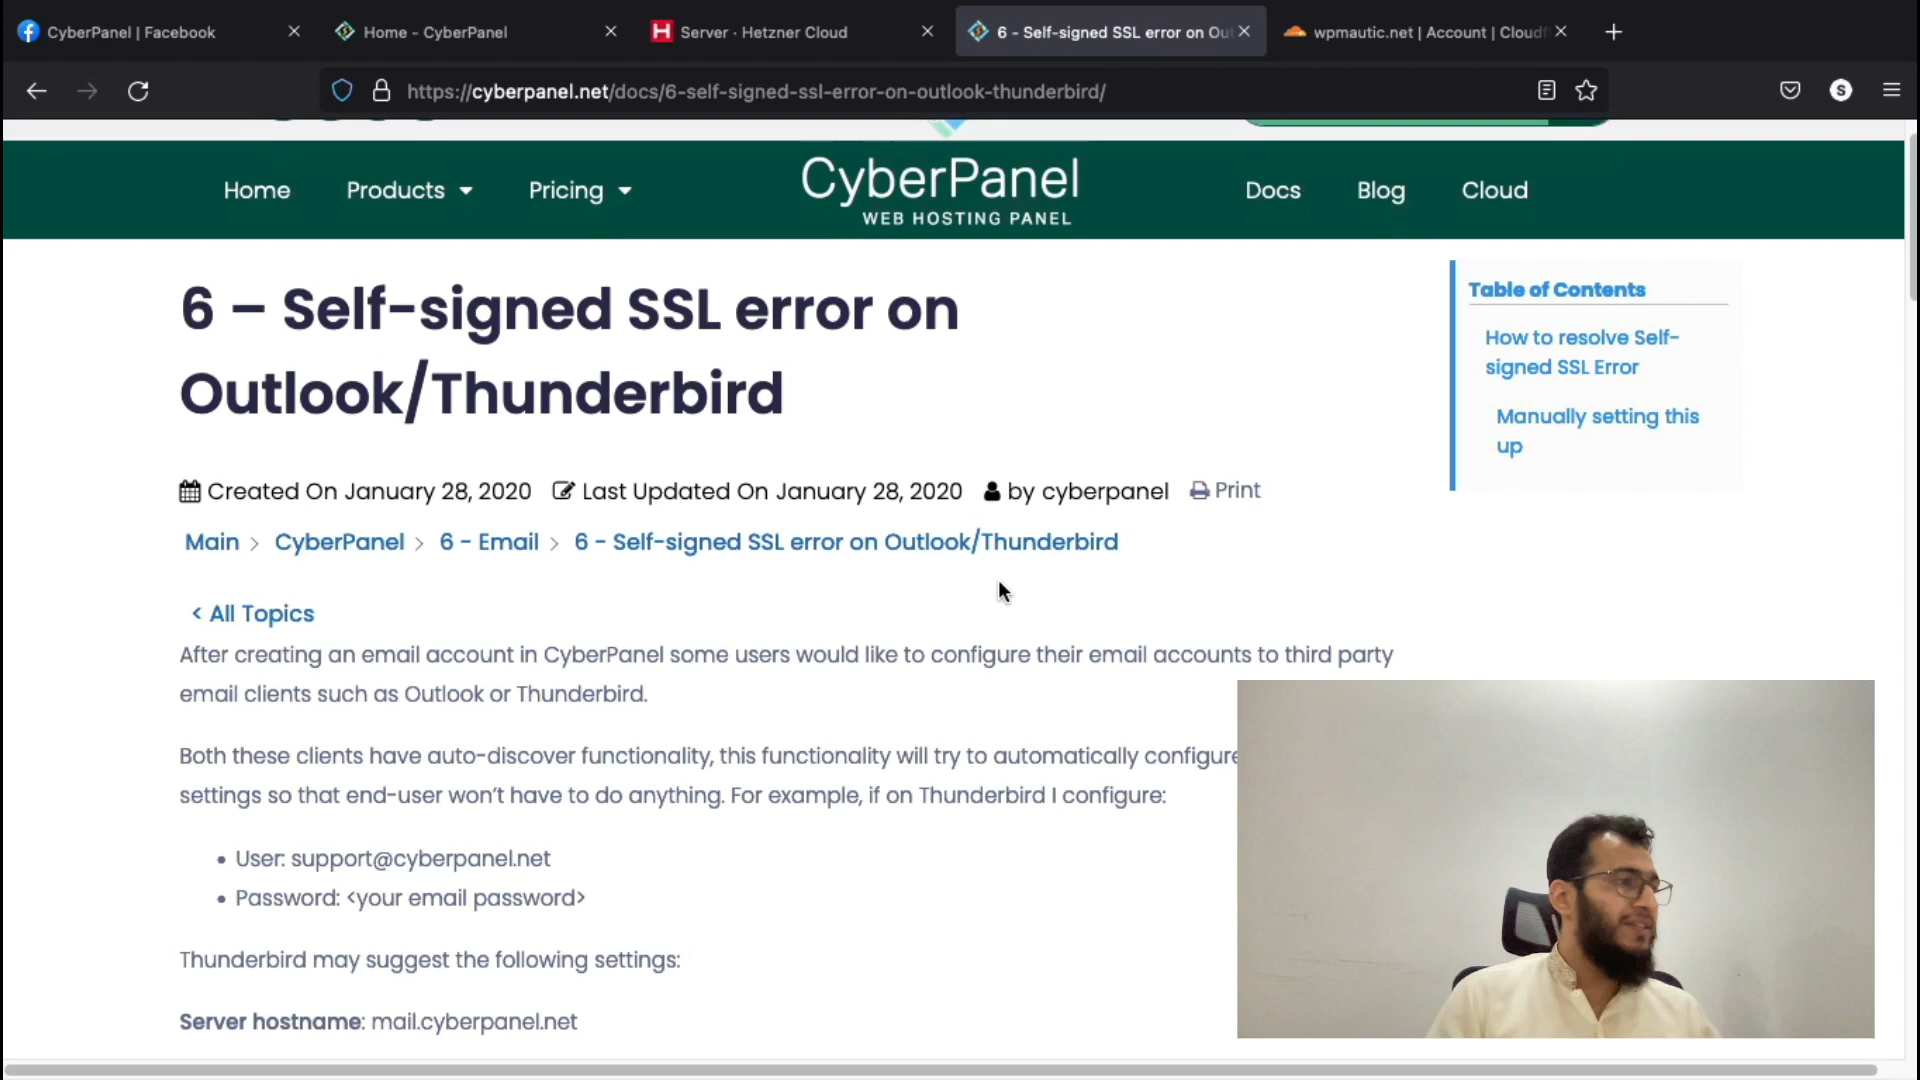 CyberPanel | Facebook
Home - CyberPanel
Server · Hetzner Cloud
6 - Self-signed SSL error on Ou
wpmautic.net | Account | Cloudf
https://cyberpanel.net/docs/6-self-signed-ssl-error-on-outlook-thunderbird/
S
Home
Products
Pricing
CyberPanel
WEB HOSTING PANEL
Docs
Blog
Cloud
6 – Self-signed SSL error on
Outlook/Thunderbird
Table of Contents
How to resolve Self-
signed SSL Error
Manually setting this
up
Created On January 28, 2020
Last Updated On January 28, 2020
by cyberpanel
Print
Main > CyberPanel > 6 - Email > 6 - Self-signed SSL error on Outlook/Thunderbird
< All Topics
After creating an email account in CyberPanel some users would like to configure their email accounts to third party
email clients such as Outlook or Thunderbird.
Both these clients have auto-discover functionality, this functionality will try to automatically configure
settings so that end-user won't have to do anything. For example, if on Thunderbird I configure:
• User: support@cyberpanel.net
• Password: <your email password>
Thunderbird may suggest the following settings:
Server hostname: mail.cyberpanel.net